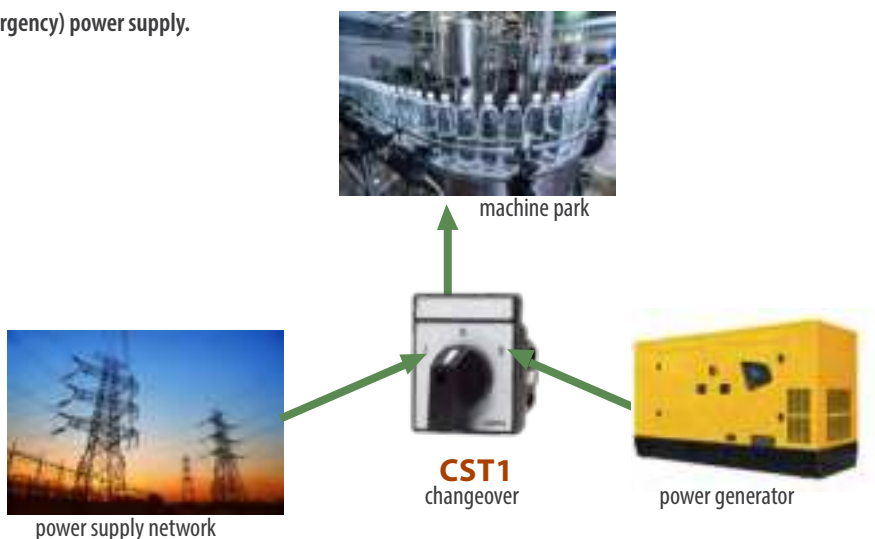 rgency) power supply.
machine park
CST1
changeover
power generator
power supply network